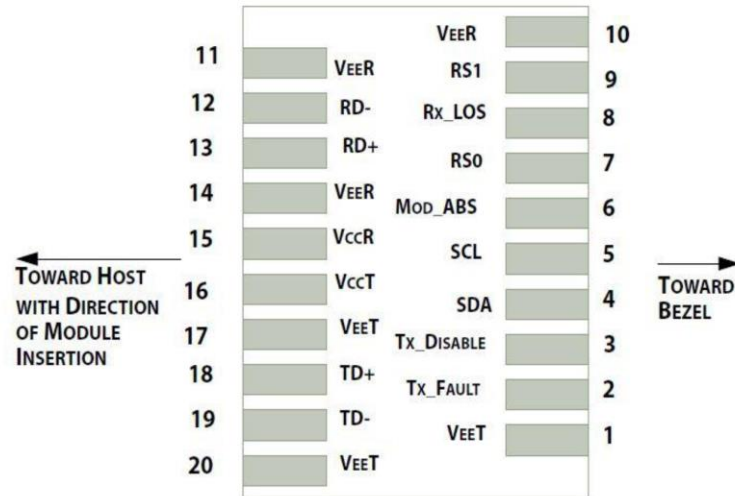 VEER 10
11 VEER
RS1 9
12 RD-
RX_LOS 8
13 RD+
RS0 7
14 VEER
MOD_ABS 6
15 VCCR
SCL 5
TOWARD HOST
WITH DIRECTION
OF MODULE
INSERTION
TOWARD
BEZEL
16 VCCT
SDA 4
17 VEET
TX_DISABLE 3
18 TD+
TX_FAULT 2
19 TD-
VEET 1
20 VEET